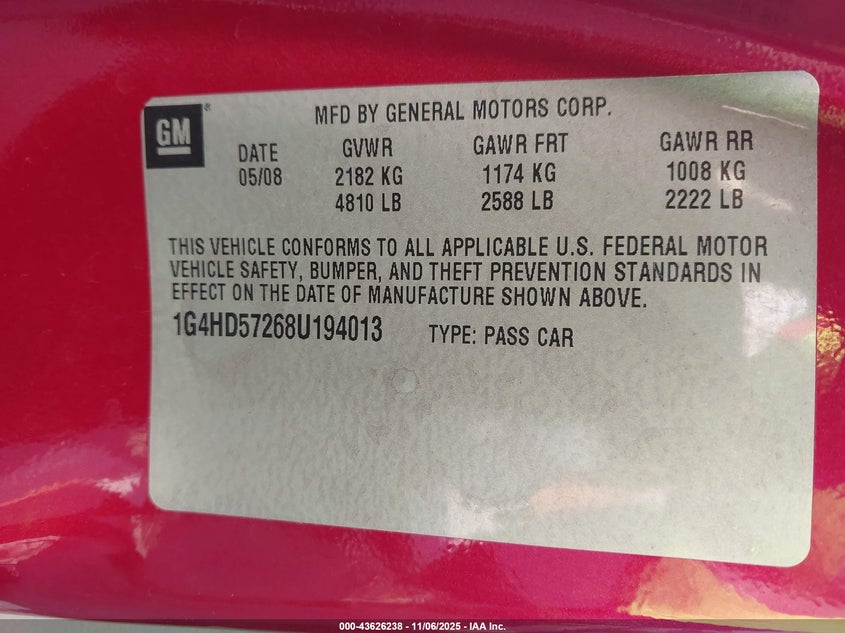 GM®
MFD BY GENERAL MOTORS CORP.
DATE GVWR GAWR FRT GAWR RR
05/08 2182 KG 1174 KG 1008 KG
4810 LB 2588 LB 2222 LB
THIS VEHICLE CONFORMS TO ALL APPLICABLE U.S. FEDERAL MOTOR
VEHICLE SAFETY, BUMPER, AND THEFT PREVENTION STANDARDS IN
EFFECT ON THE DATE OF MANUFACTURE SHOWN ABOVE.
1G4HD57268U194013 TYPE: PASS CAR
000-43626238 - 11/06/2025 - IAA Inc.